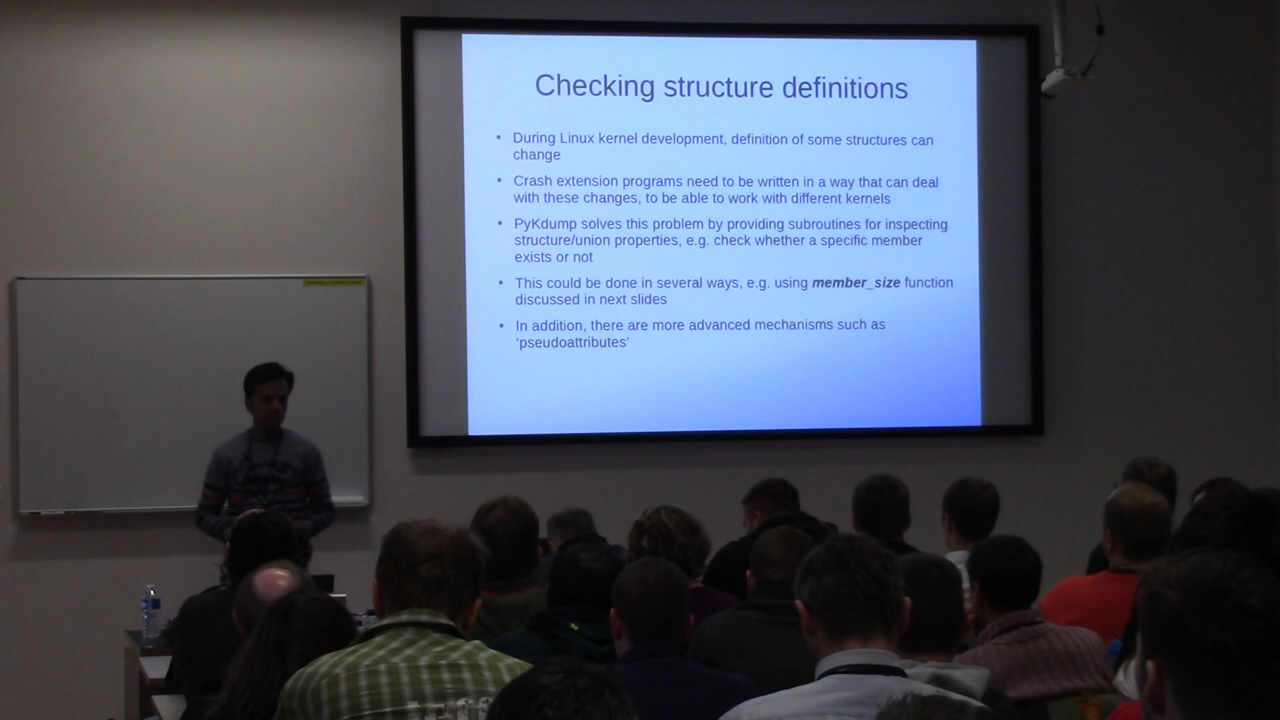 Checking structure definitions
• During Linux kernel development, definition of some structures can
change
• Crash extension programs need to be written in a way that can deal
with these changes, to be able to work with different kernels
• PyKdump solves this problem by providing subroutines for inspecting
structure/union properties, e.g. check whether a specific member
exists or not
• This could be done in several ways, e.g. using member_size function
discussed in next slides
• In addition, there are more advanced mechanisms such as
‘pseudoattributes’